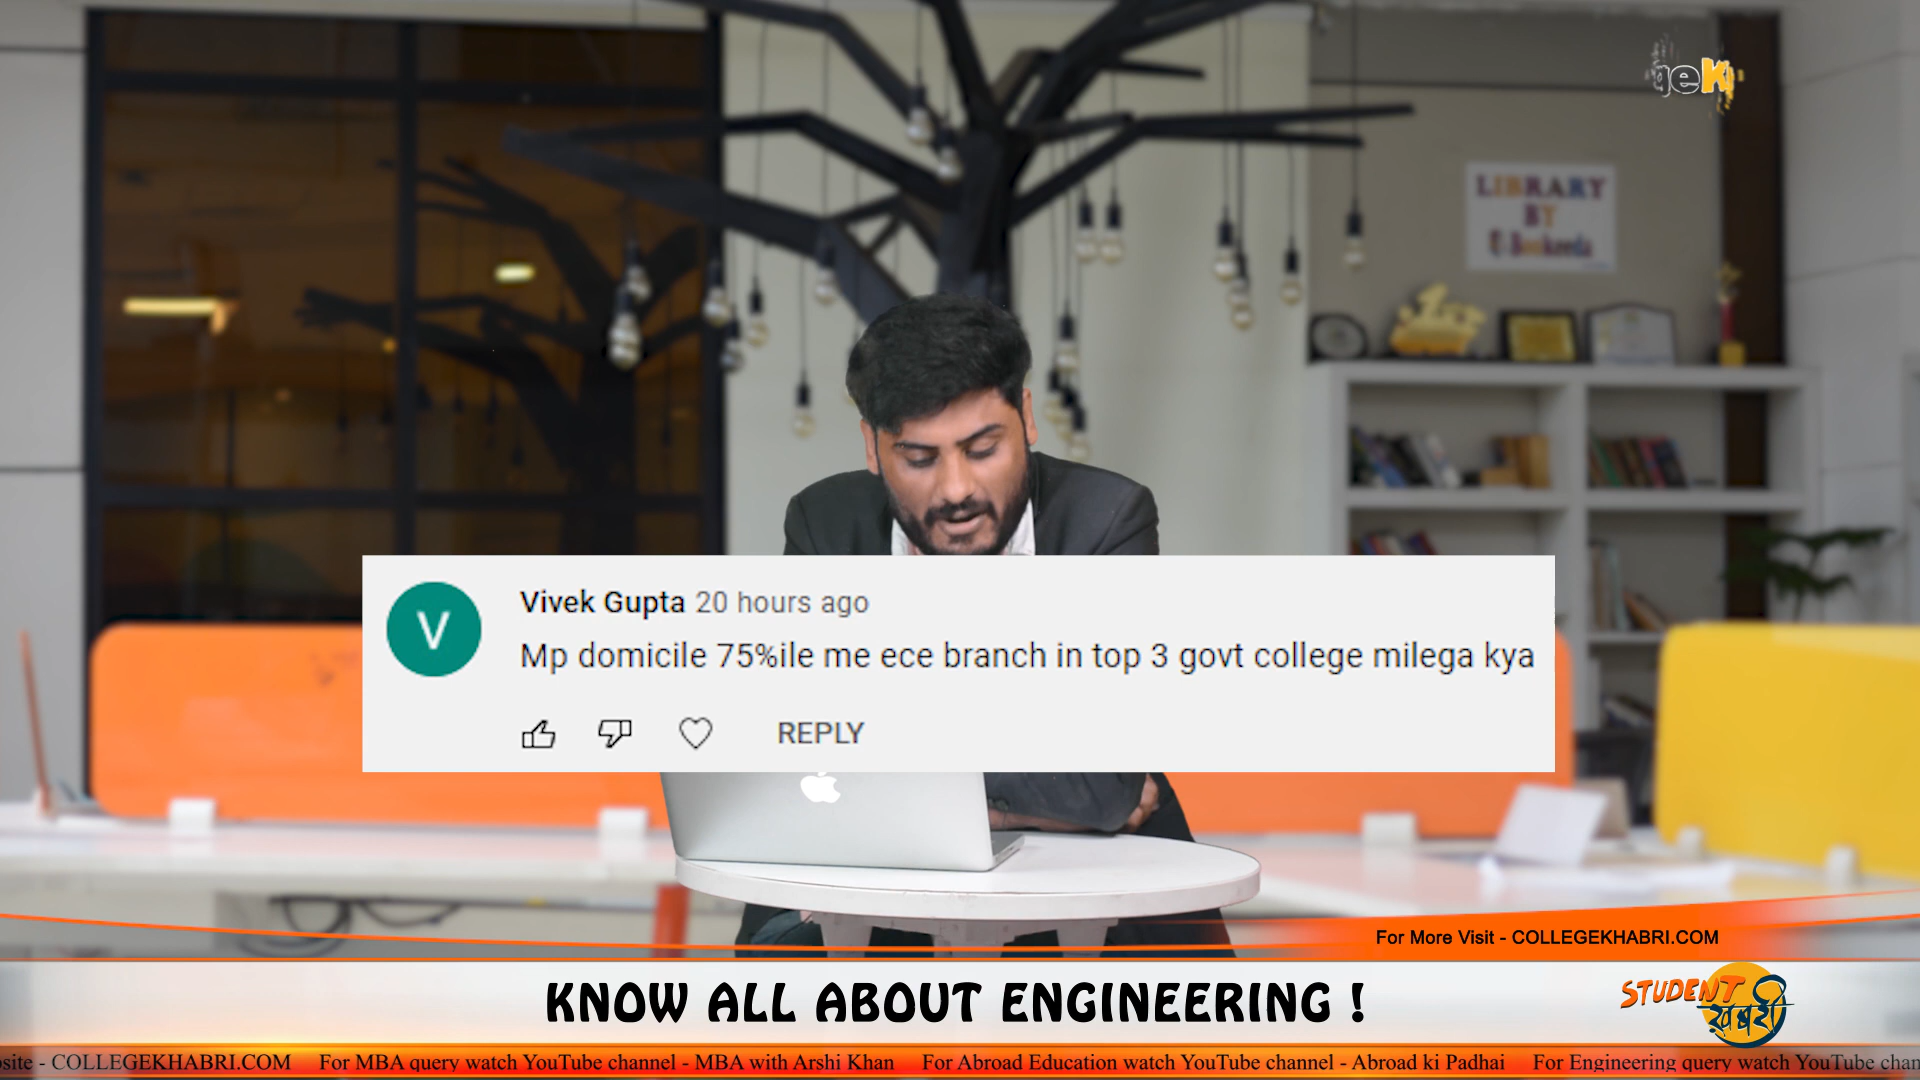 geK
LIBRARY
BY
Vivek Gupta 20 hours ago
Mp domicile 75%ile me ece branch in top 3 govt college milega kya
REPLY
For More Visit - COLLEGEKHABRI.COM
KNOW ALL ABOUT ENGINEERING !
STUDENT
ख़बरी
site - COLLEGEKHABRI.COM For MBA query watch YouTube channel - MBA with Arshi Khan For Abroad Education watch YouTube channel - Abroad ki Padhai For Engineering query watch YouTube chan